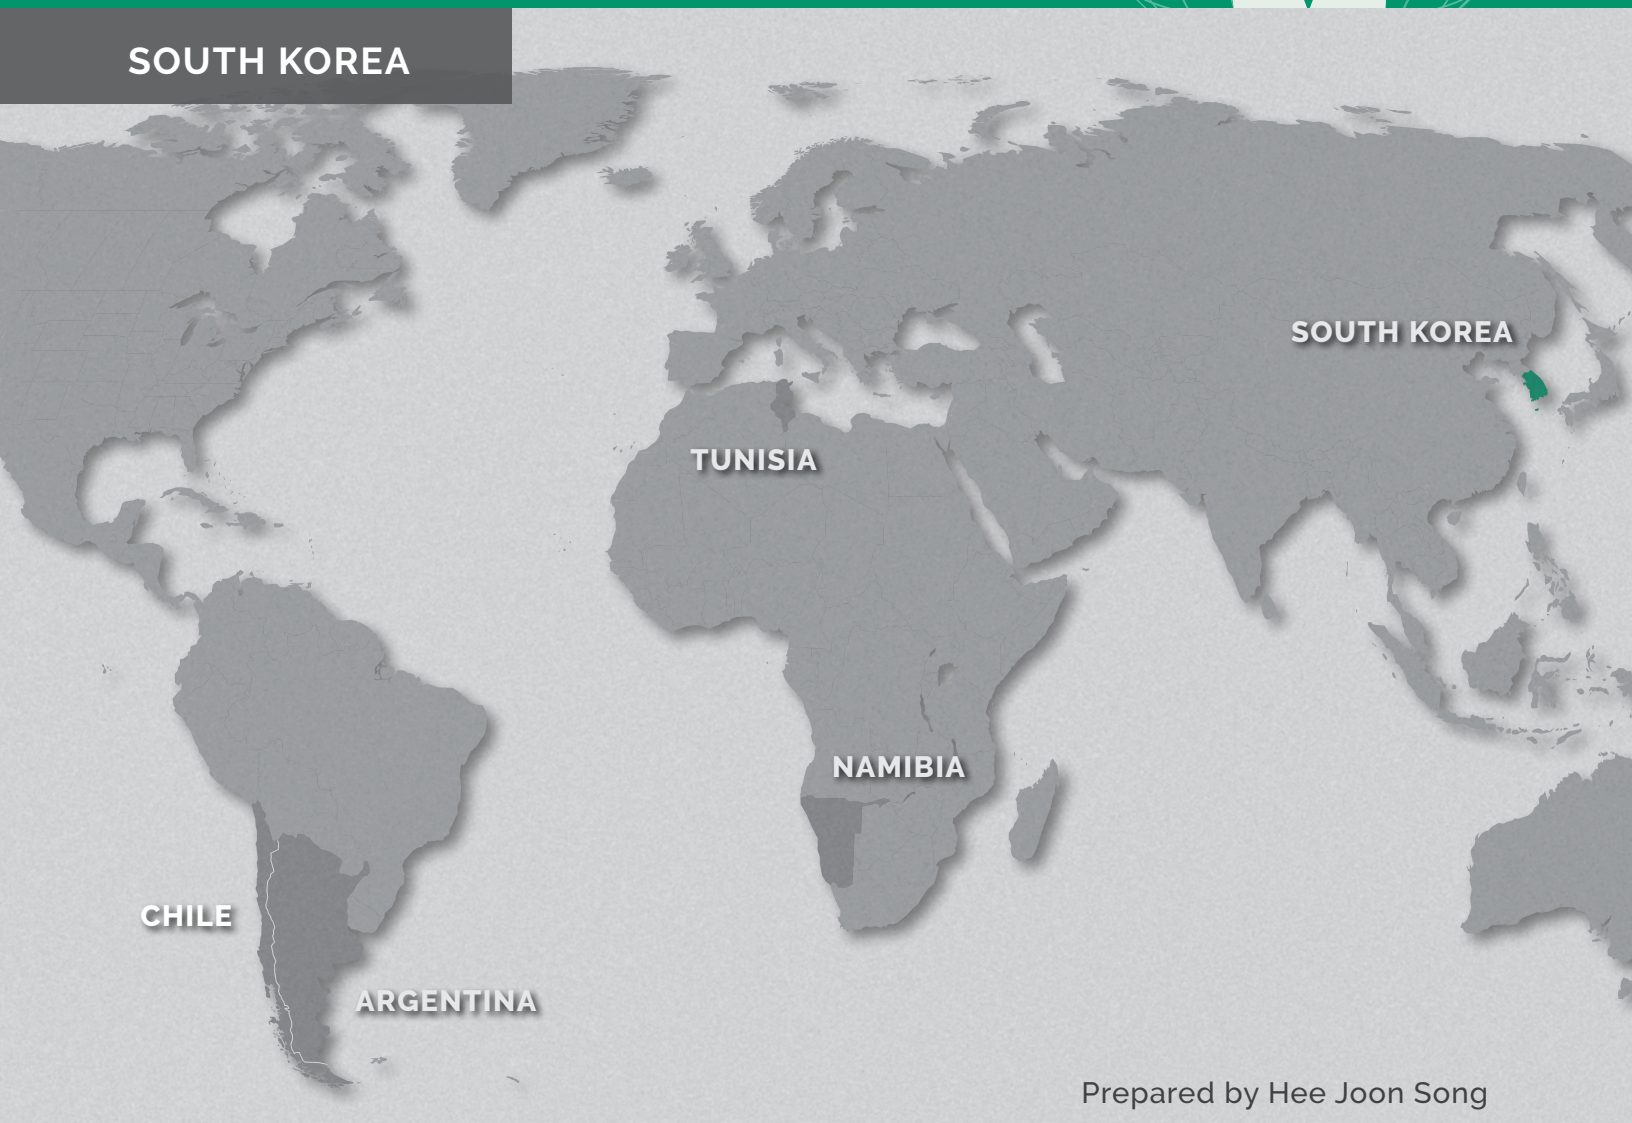 SOUTH KOREA
SOUTH KOREA
TUNISIA
NAMIBIA
CHILE
ARGENTINA
Prepared by Hee Joon Song